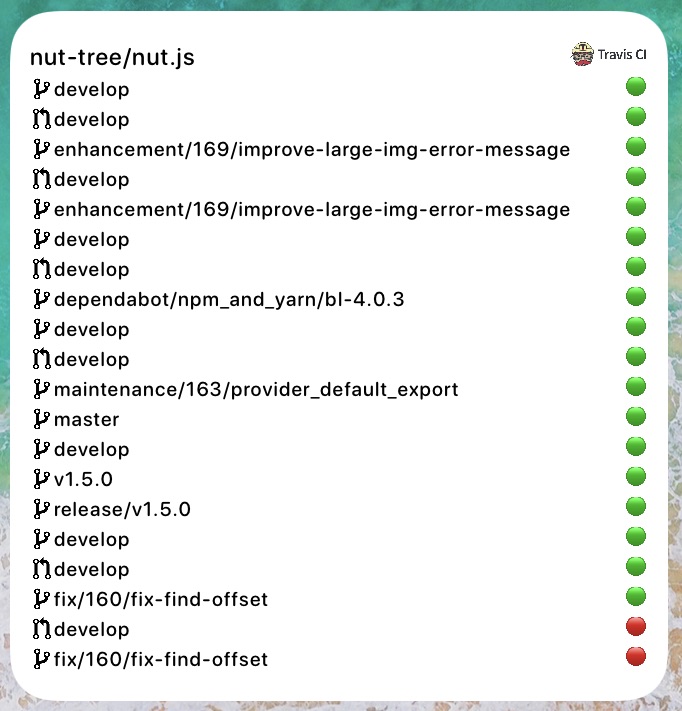 nut-tree/nut.js Travis CI
develop
develop
enhancement/169/improve-large-img-error-message
develop
enhancement/169/improve-large-img-error-message
develop
develop
dependabot/npm_and_yarn/bl-4.0.3
develop
develop
maintenance/163/provider_default_export
master
develop
v1.5.0
release/v1.5.0
develop
develop
fix/160/fix-find-offset
develop
fix/160/fix-find-offset